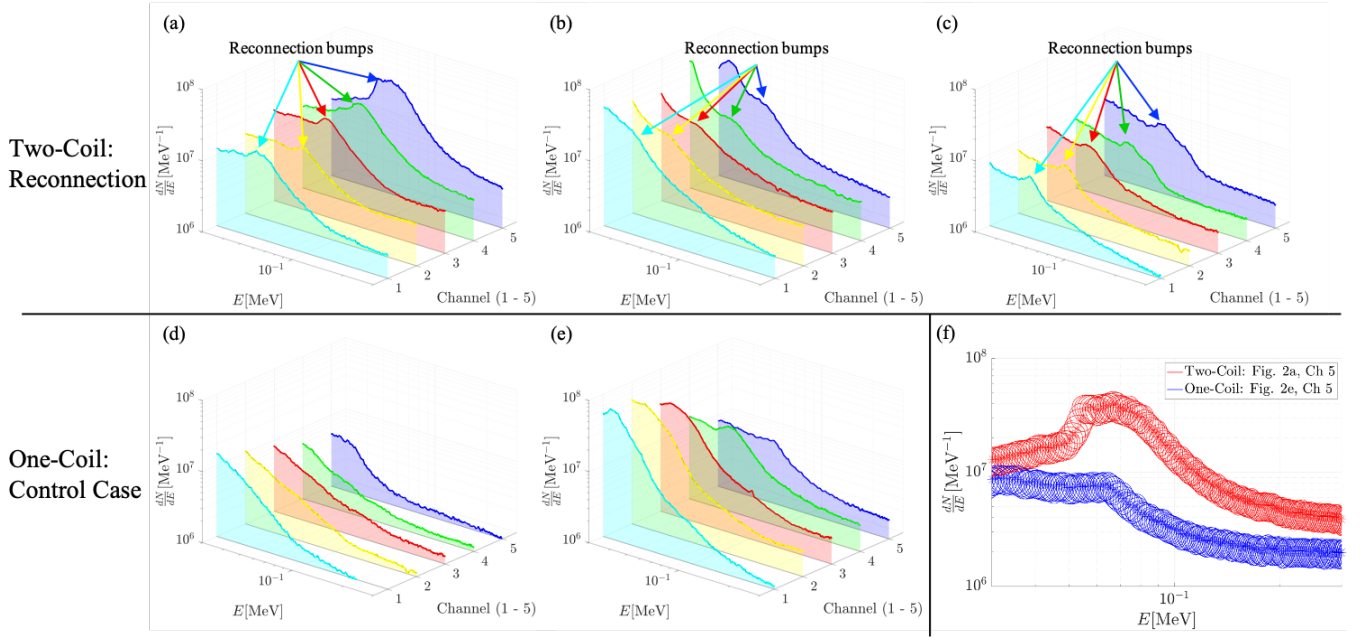 Two-Coil:
Reconnection
(a)
Reconnection bumps
10^8
10^7
10^6
dN/dE [MeV^-1]
10^-1
E[MeV]
1
2
3
4
5
Channel (1 - 5)
(b)
Reconnection bumps
10^8
10^7
10^6
dN/dE [MeV^-1]
10^-1
E[MeV]
1
2
3
4
5
Channel (1 - 5)
(c)
Reconnection bumps
10^8
10^7
10^6
dN/dE [MeV^-1]
10^-1
E[MeV]
1
2
3
4
5
Channel (1 - 5)
One-Coil:
Control Case
(d)
10^8
10^7
10^6
dN/dE [MeV^-1]
10^-1
E[MeV]
1
2
3
4
5
Channel (1 - 5)
(e)
10^8
10^7
10^6
dN/dE [MeV^-1]
10^-1
E[MeV]
1
2
3
4
5
Channel (1 - 5)
(f)
Two-Coil: Fig. 2a, Ch 5
One-Coil: Fig. 2e, Ch 5
10^8
10^7
10^6
dN/dE [MeV^-1]
10^-1
E[MeV]